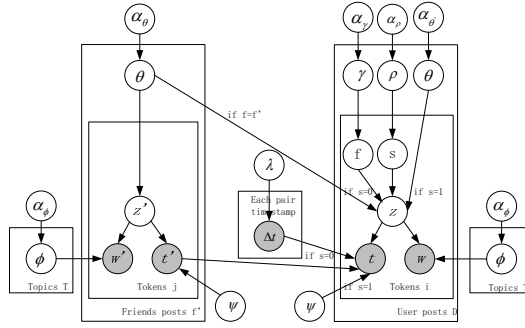 α_θ
α_γ
α_ρ
α_θ
θ
γ
ρ
θ
if f=f'
f
s
λ
Each pair
timestamp
if s=0
if s=1
α_ϕ
α_ϕ
z'
z
Δt
ϕ
w'
t'
if s=0
t
w
ϕ
Topics T
Tokens j
ψ
ψ
if s=1
Tokens i
Topics T
Friends posts f'
User posts D